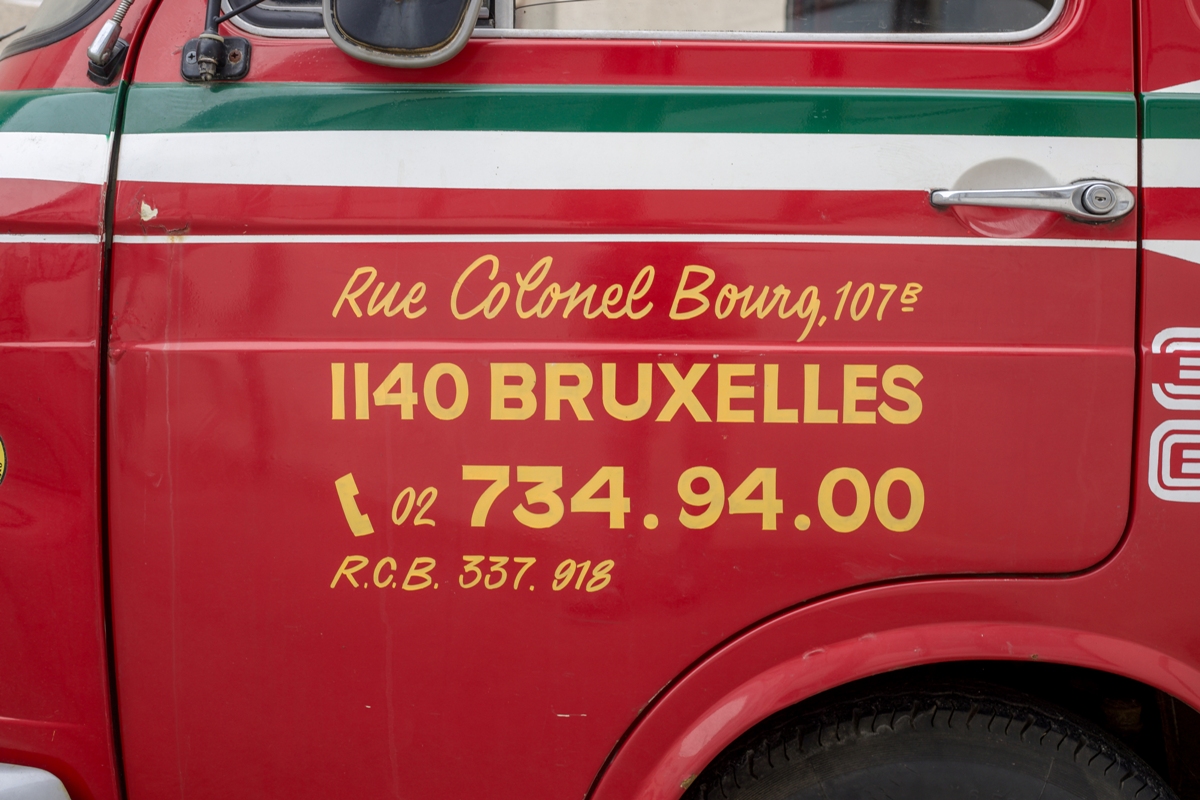 Rue Colonel Bourg, 107B
1140 BRUXELLES
02 734.94.00
R.C.B. 337.918